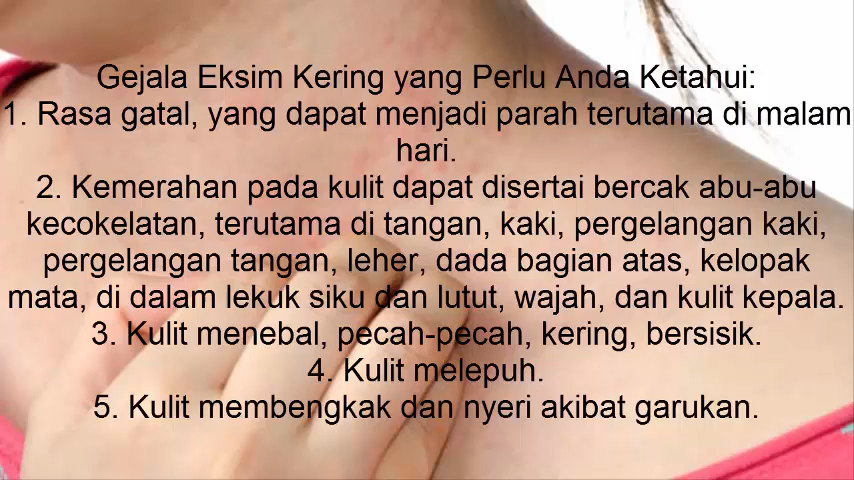 Gejala Eksim Kering yang Perlu Anda Ketahui:
1. Rasa gatal, yang dapat menjadi parah terutama di malam
hari.
2. Kemerahan pada kulit dapat disertai bercak abu-abu
kecokelatan, terutama di tangan, kaki, pergelangan kaki,
pergelangan tangan, leher, dada bagian atas, kelopak
mata, di dalam lekuk siku dan lutut, wajah, dan kulit kepala.
3. Kulit menebal, pecah-pecah, kering, bersisik.
4. Kulit melepuh.
5. Kulit membengkak dan nyeri akibat garukan.